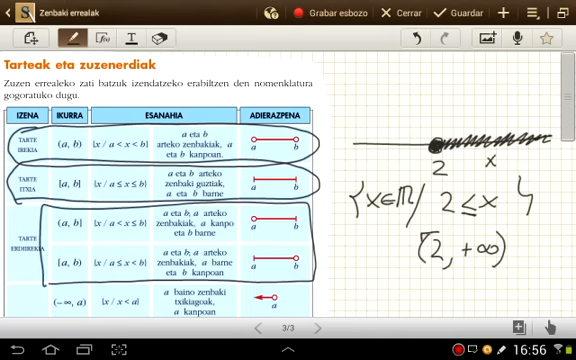 Zenbaki errealak
Grabar esbozo
Cerrar
Guardar
Tarteak eta zuzenerdiak
Zuzen errealeko zati batzuk izendatzeko erabiltzen den nomenklatura
gogoratuko dugu.
IZENA IKURRA ESANAHIA ADIERAZPENA
TARTE IREKIA (a, b) {x / a < x < b} a eta b arteko zenbakiak, a eta b kanpoan. a b
TARTE ITXIA [a, b] {x / a ≤ x ≤ b} a eta b arteko zenbaki guztiak, a eta b barne a b
TARTE ERDIREKIA (a, b] {x / a < x ≤ b} a eta b; a arteko zenbakiak, a kanpo eta b barne a b
[a, b) {x / a ≤ x < b} a eta b; a arteko zenbakiak, a barne eta b kanpoan a b
(−∞, a) {x / x < a} a baino zenbaki txikiagoak, a kanpoan a
2 x
{x∈ℝ/ 2 ≤ x}
[2, +∞)
3/3
16:56